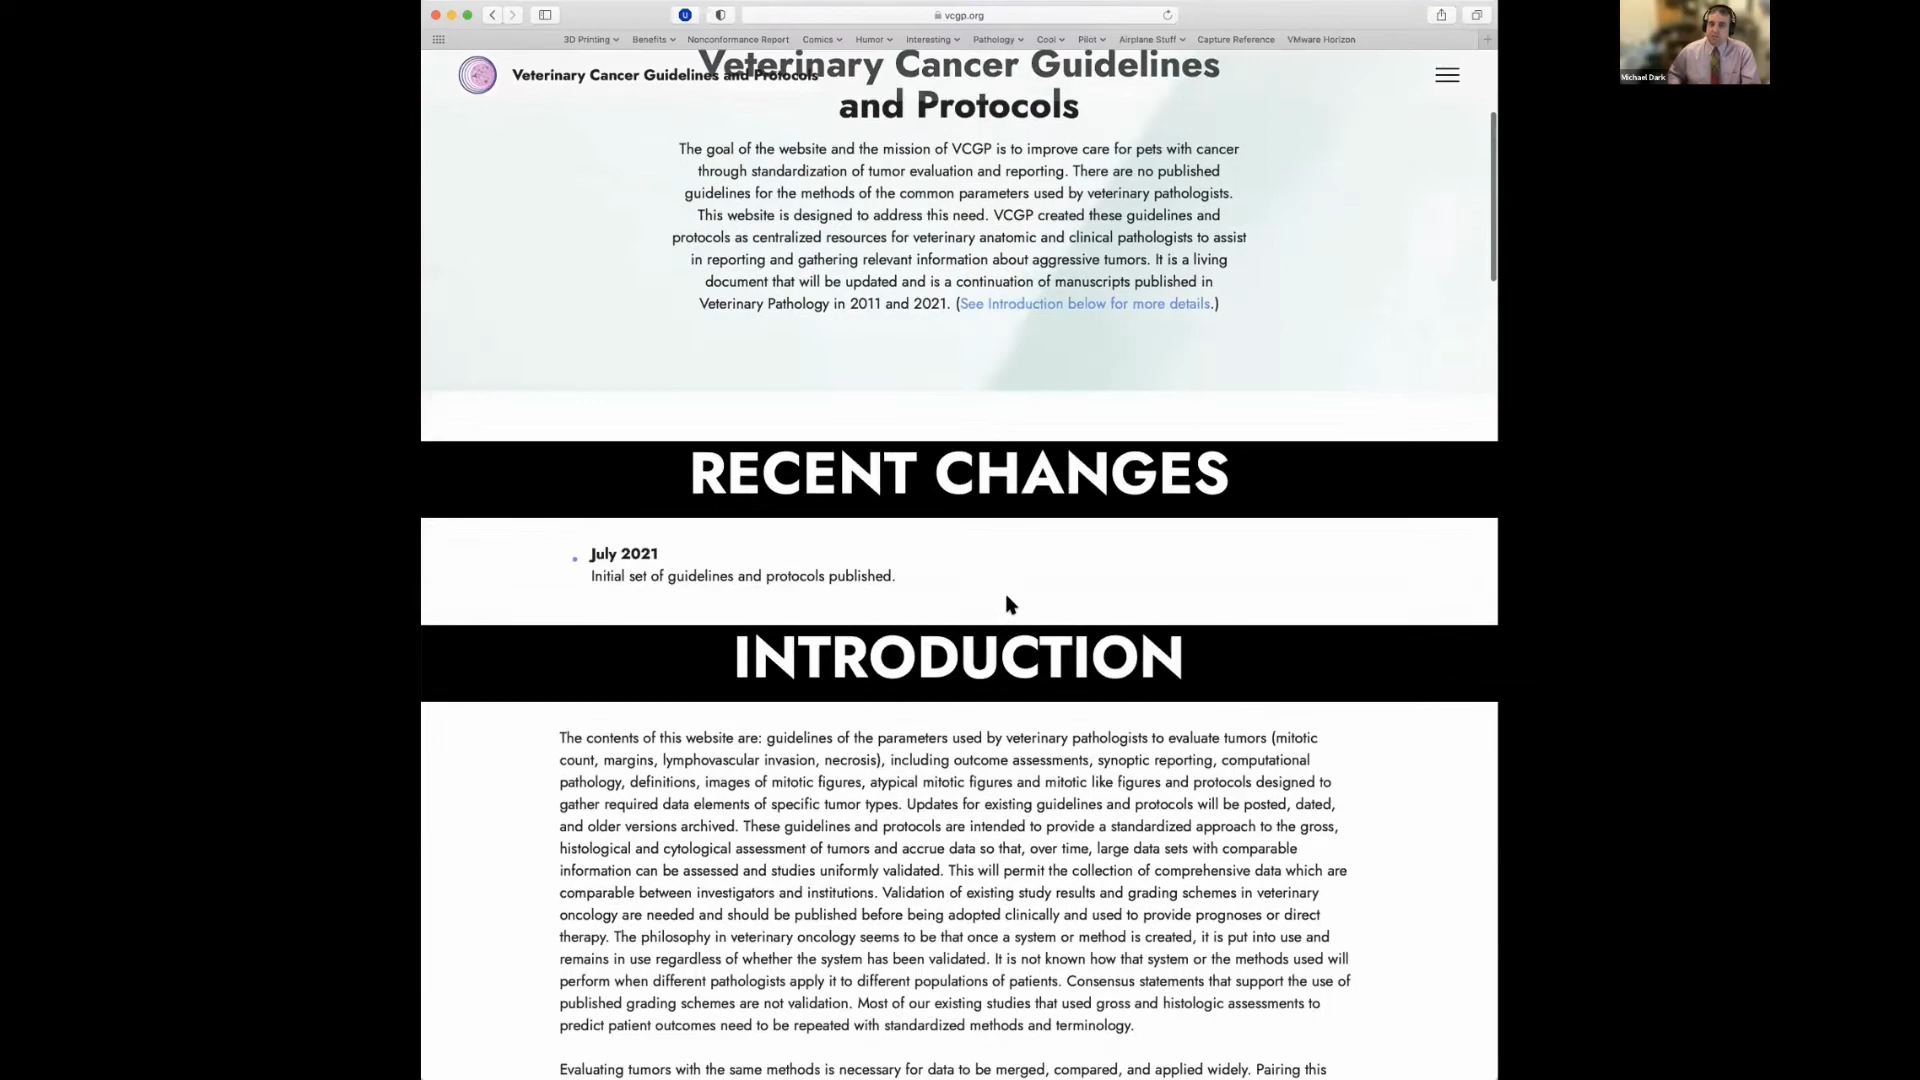 vcgp.org
3D Printing
Benefits
Nonconformance Report
Comics
Humor
Interesting
Pathology
Cool
Pilot
Airplane Stuff
Capture Reference
VMware Horizon
Michael Dark
Veterinary Cancer Guidelines and Protocols
Veterinary Cancer Guidelines
and Protocols
The goal of the website and the mission of VCGP is to improve care for pets with cancer
through standardization of tumor evaluation and reporting. There are no published
guidelines for the methods of the common parameters used by veterinary pathologists.
This website is designed to address this need. VCGP created these guidelines and
protocols as centralized resources for veterinary anatomic and clinical pathologists to assist
in reporting and gathering relevant information about aggressive tumors. It is a living
document that will be updated and is a continuation of manuscripts published in
Veterinary Pathology in 2011 and 2021. (See Introduction below for more details.)
RECENT CHANGES
July 2021
Initial set of guidelines and protocols published.
INTRODUCTION
The contents of this website are: guidelines of the parameters used by veterinary pathologists to evaluate tumors (mitotic
count, margins, lymphovascular invasion, necrosis), including outcome assessments, synoptic reporting, computational
pathology, definitions, images of mitotic figures, atypical mitotic figures and mitotic like figures and protocols designed to
gather required data elements of specific tumor types. Updates for existing guidelines and protocols will be posted, dated,
and older versions archived. These guidelines and protocols are intended to provide a standardized approach to the gross,
histological and cytological assessment of tumors and accrue data so that, over time, large data sets with comparable
information can be assessed and studies uniformly validated. This will permit the collection of comprehensive data which are
comparable between investigators and institutions. Validation of existing study results and grading schemes in veterinary
oncology are needed and should be published before being adopted clinically and used to provide prognoses or direct
therapy. The philosophy in veterinary oncology seems to be that once a system or method is created, it is put into use and
remains in use regardless of whether the system has been validated. It is not known how that system or the methods used will
perform when different pathologists apply it to different populations of patients. Consensus statements that support the use of
published grading schemes are not validation. Most of our existing studies that used gross and histologic assessments to
predict patient outcomes need to be repeated with standardized methods and terminology.
Evaluating tumors with the same methods is necessary for data to be merged, compared, and applied widely. Pairing this